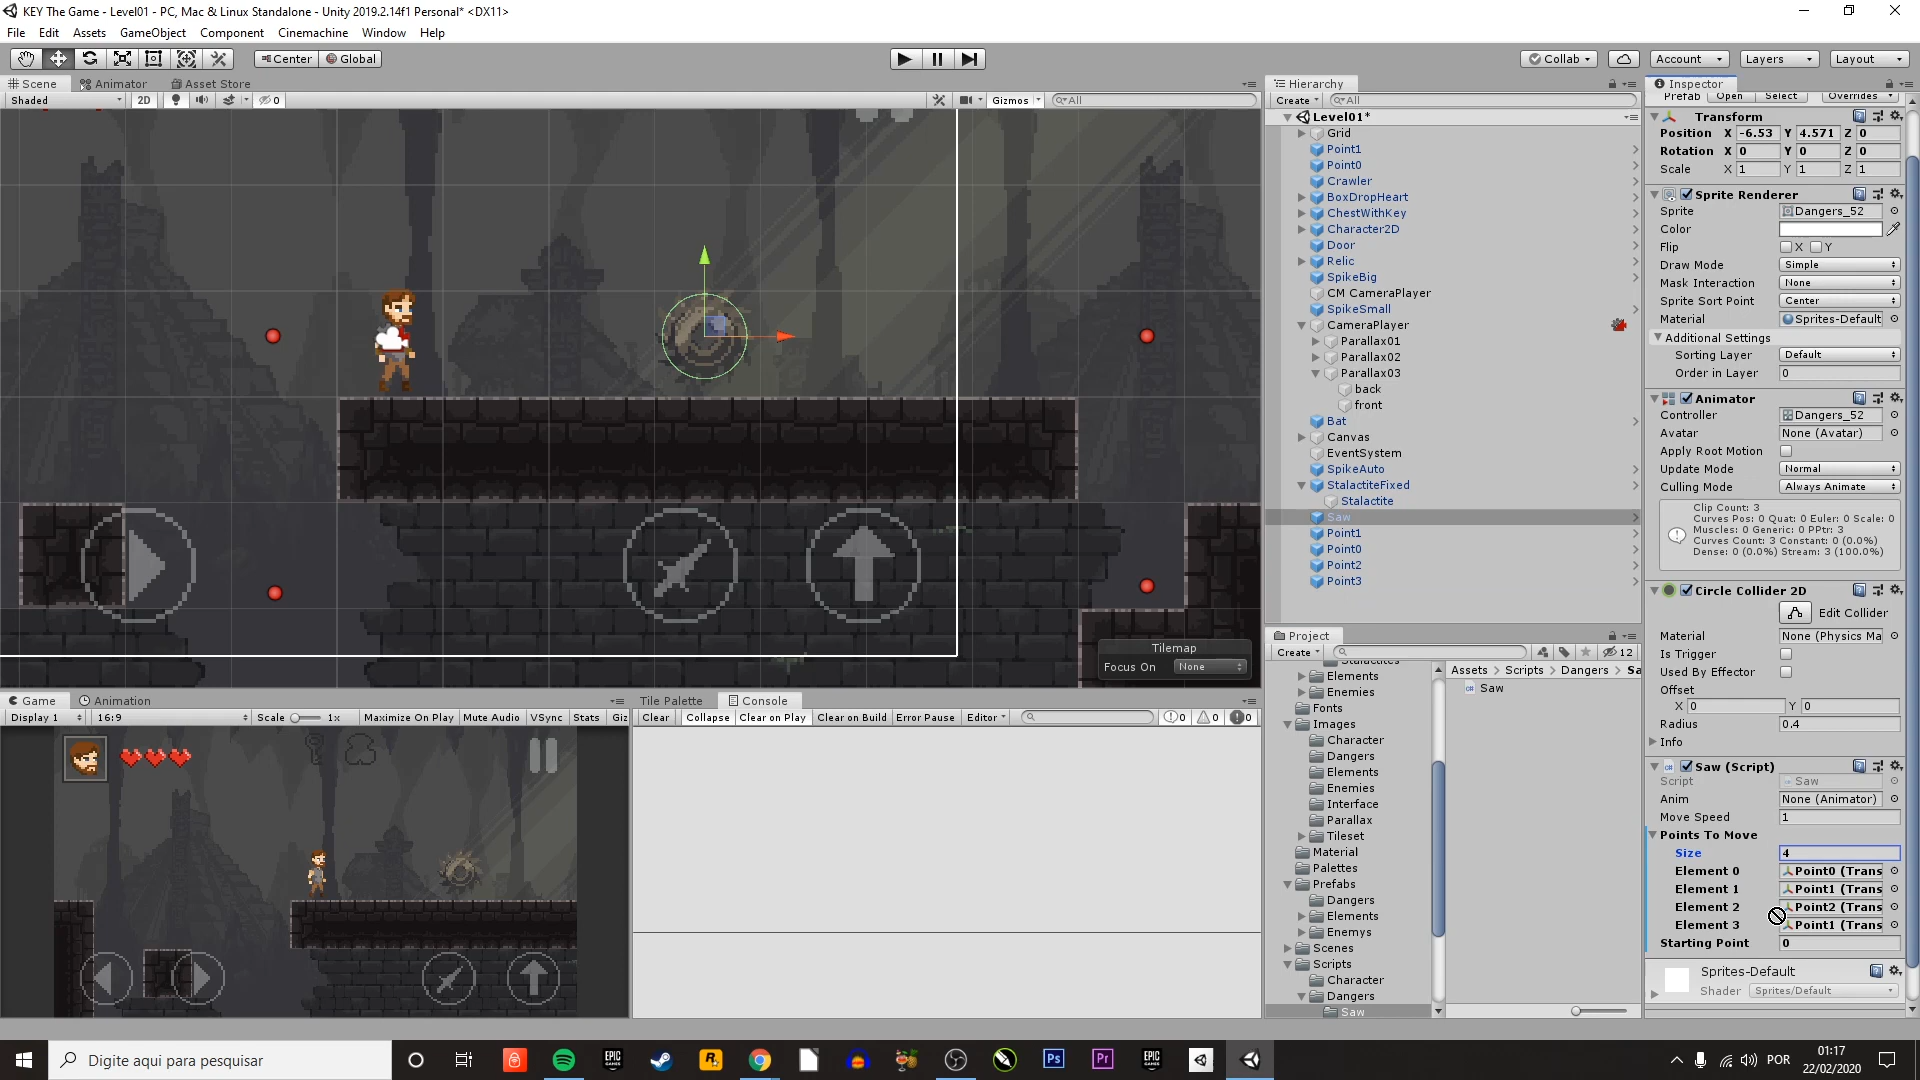 KEY The Game - Level01 - PC, Mac & Linux Standalone - Unity 2019.2.14f1 Personal* <DX11>
File Edit Assets GameObject Component Cinemachine Window Help
Center Global Collab Account Layers Layout
Scene Animator Asset Store
Shaded 2D 0 Gizmos All
Tilemap
Focus On None
Hierarchy
Create All
Level01*
Grid
Point1
Point0
Crawler
BoxDropHeart
ChestWithKey
Character2D
Door
Relic
SpikeBig
CM CameraPlayer
SpikeSmall
CameraPlayer
Parallax01
Parallax02
Parallax03
back
front
Bat
Canvas
EventSystem
SpikeAuto
StalactiteFixed
Stalactite
Saw
Point1
Point0
Point2
Point3
Inspector
Prefab Open Select Overrides
Transform
Position X -6.53 Y 4.571 Z 0
Rotation X 0 Y 0 Z 0
Scale X 1 Y 1 Z 1
Sprite Renderer
Sprite Dangers_52
Color
Flip X Y
Draw Mode Simple
Mask Interaction None
Sprite Sort Point Center
Material Sprites-Default
Additional Settings
Sorting Layer Default
Order in Layer 0
Animator
Controller Dangers_52
Avatar None (Avatar)
Apply Root Motion
Update Mode Normal
Culling Mode Always Animate
Clip Count: 3
Curves Pos: 0 Quat: 0 Euler: 0 Scale: 0
Muscles: 0 Generic: 0 PPtr: 3
Curves Count: 3 Constant: 0 (0.0%)
Dense: 0 (0.0%) Stream: 3 (100.0%)
Circle Collider 2D
Edit Collider
Material None (Physics Ma
Is Trigger
Used By Effector
Offset
X 0 Y 0
Radius 0.4
Info
Saw (Script)
Script Saw
Anim None (Animator)
Move Speed 1
Points To Move
Size 4
Element 0 Point0 (Trans
Element 1 Point1 (Trans
Element 2 Point2 (Trans
Element 3 Point1 (Trans
Starting Point 0
Sprites-Default
Shader Sprites/Default
Project
Create 12
Stalactites
Elements
Enemies
Fonts
Images
Character
Dangers
Elements
Enemies
Interface
Parallax
Tileset
Material
Palettes
Prefabs
Dangers
Elements
Enemys
Scenes
Scripts
Character
Dangers
Saw
Assets > Scripts > Dangers > Sa
Saw
Game Animation
Display 1 16:9 Scale 1x Maximize On Play Mute Audio VSync Stats Giz
Tile Palette Console
Clear Collapse Clear on Play Clear on Build Error Pause Editor 0 0 0
Digite aqui para pesquisar
EPIC GAMES
R
Ps
Pr
EPIC GAMES
POR
01:17
22/02/2020